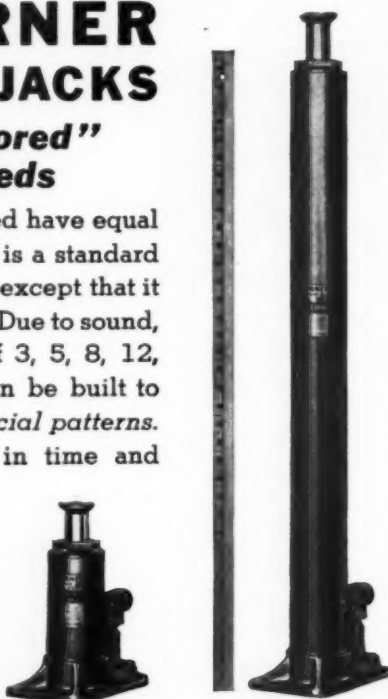 RNER
JACKS
ored"
eds
ed have equal
is a standard
except that it
Due to sound,
f 3, 5, 8, 12,
n be built to
cial patterns.
in time and